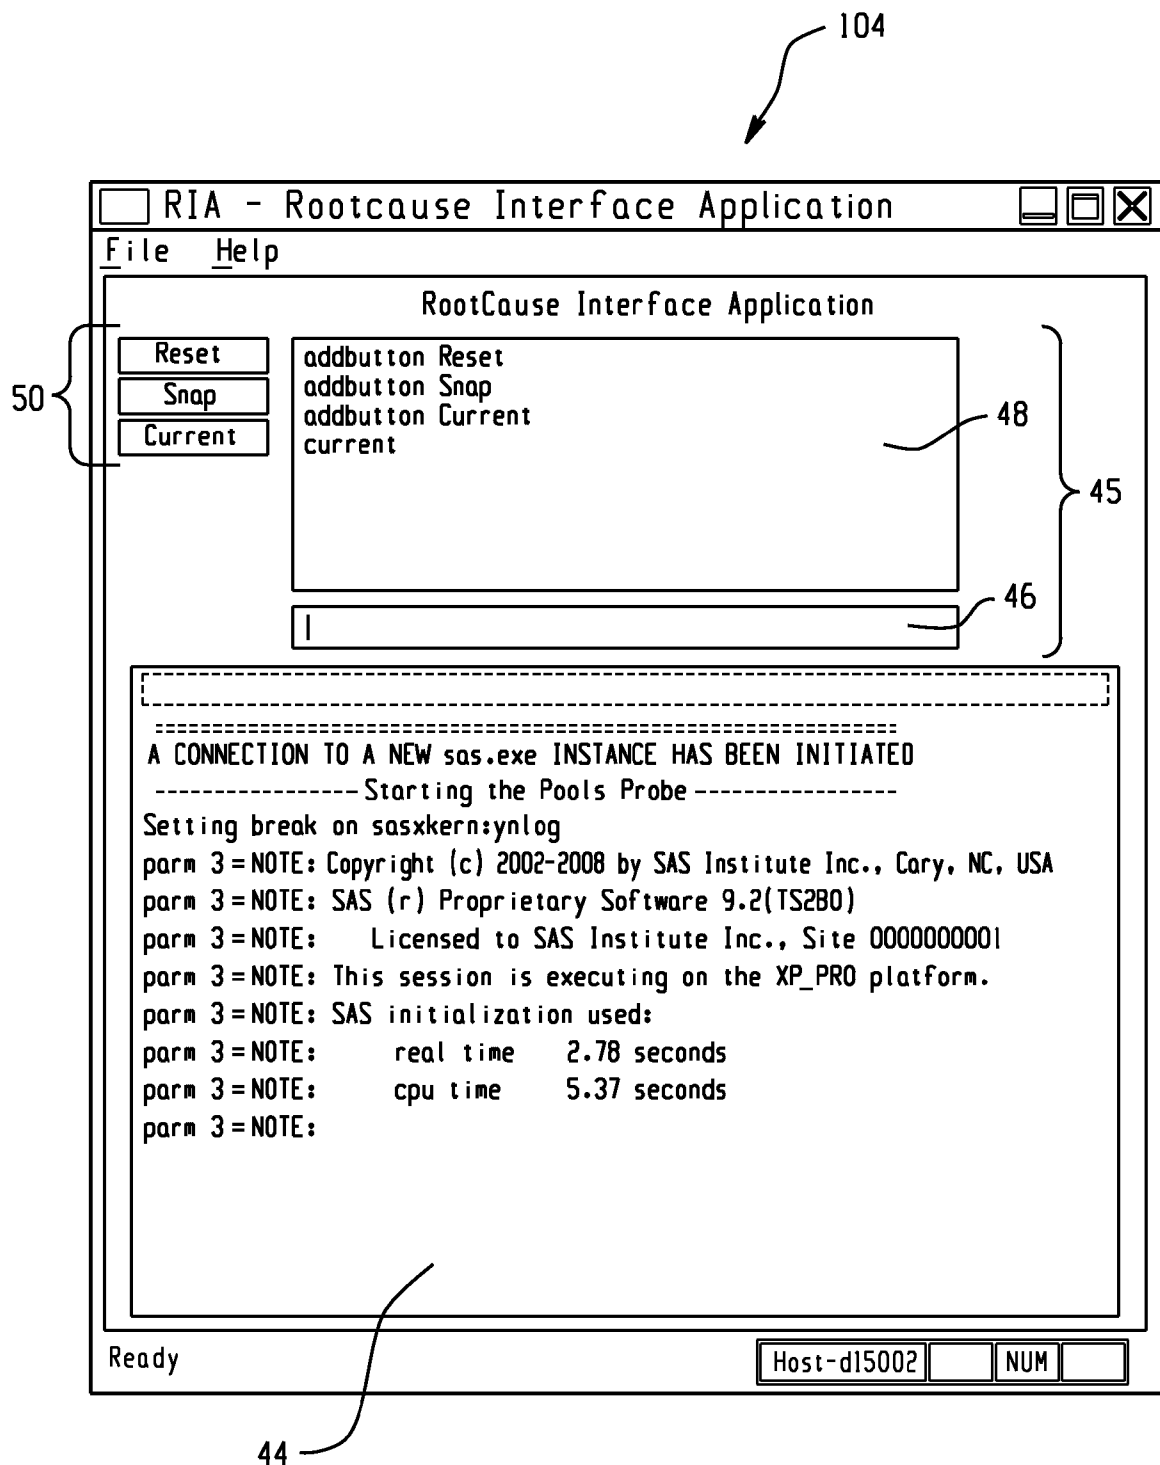 104
RIA - Rootcause Interface Application
File Help
RootCause Interface Application
50
Reset
Snap
Current
addbutton Reset
addbutton Snap
addbutton Current
current
48
45
46
=================================================
A CONNECTION TO A NEW sas.exe INSTANCE HAS BEEN INITIATED
-----------------Starting the Pools Probe-----------------
Setting break on sasxkern:ynlog
parm 3=NOTE: Copyright (c) 2002-2008 by SAS Institute Inc., Cary, NC, USA
parm 3=NOTE: SAS (r) Proprietary Software 9.2(TS2B0)
parm 3=NOTE: Licensed to SAS Institute Inc., Site 0000000001
parm 3=NOTE: This session is executing on the XP_PRO platform.
parm 3=NOTE: SAS initialization used:
parm 3=NOTE: real time 2.78 seconds
parm 3=NOTE: cpu time 5.37 seconds
parm 3=NOTE:
Ready
Host-d15002
NUM
44